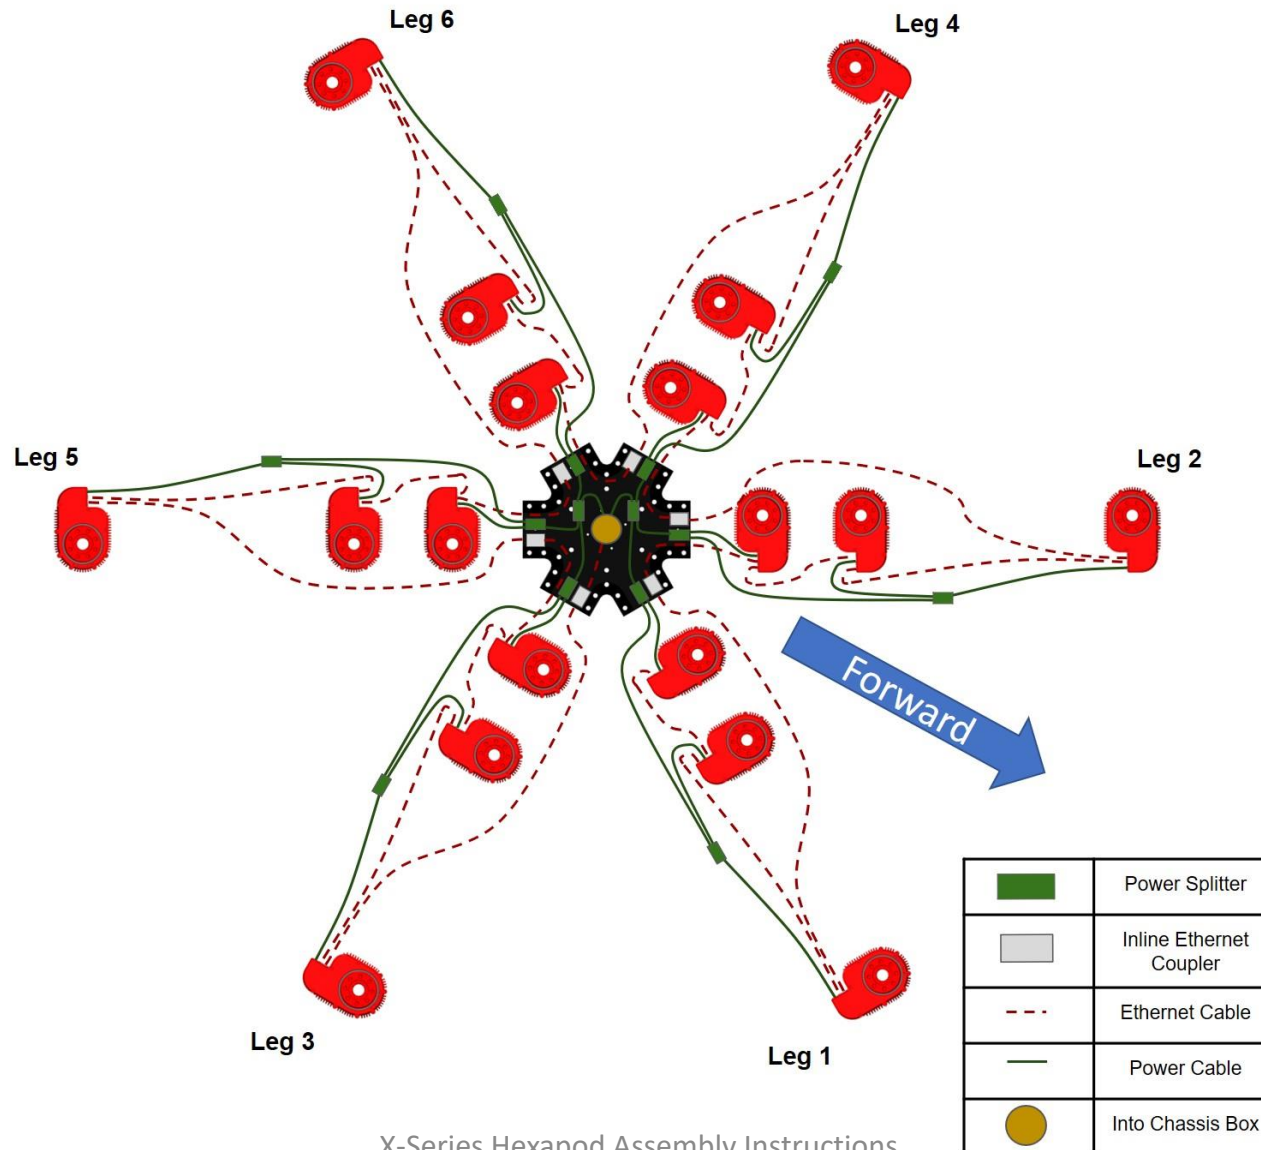 Leg 6
Leg 4
Leg 5
Leg 2
Forward
Leg 3
Leg 1
Power Splitter
Inline Ethernet
Coupler
Ethernet Cable
Power Cable
Into Chassis Box
X-Series Hexapod Assembly Instructions